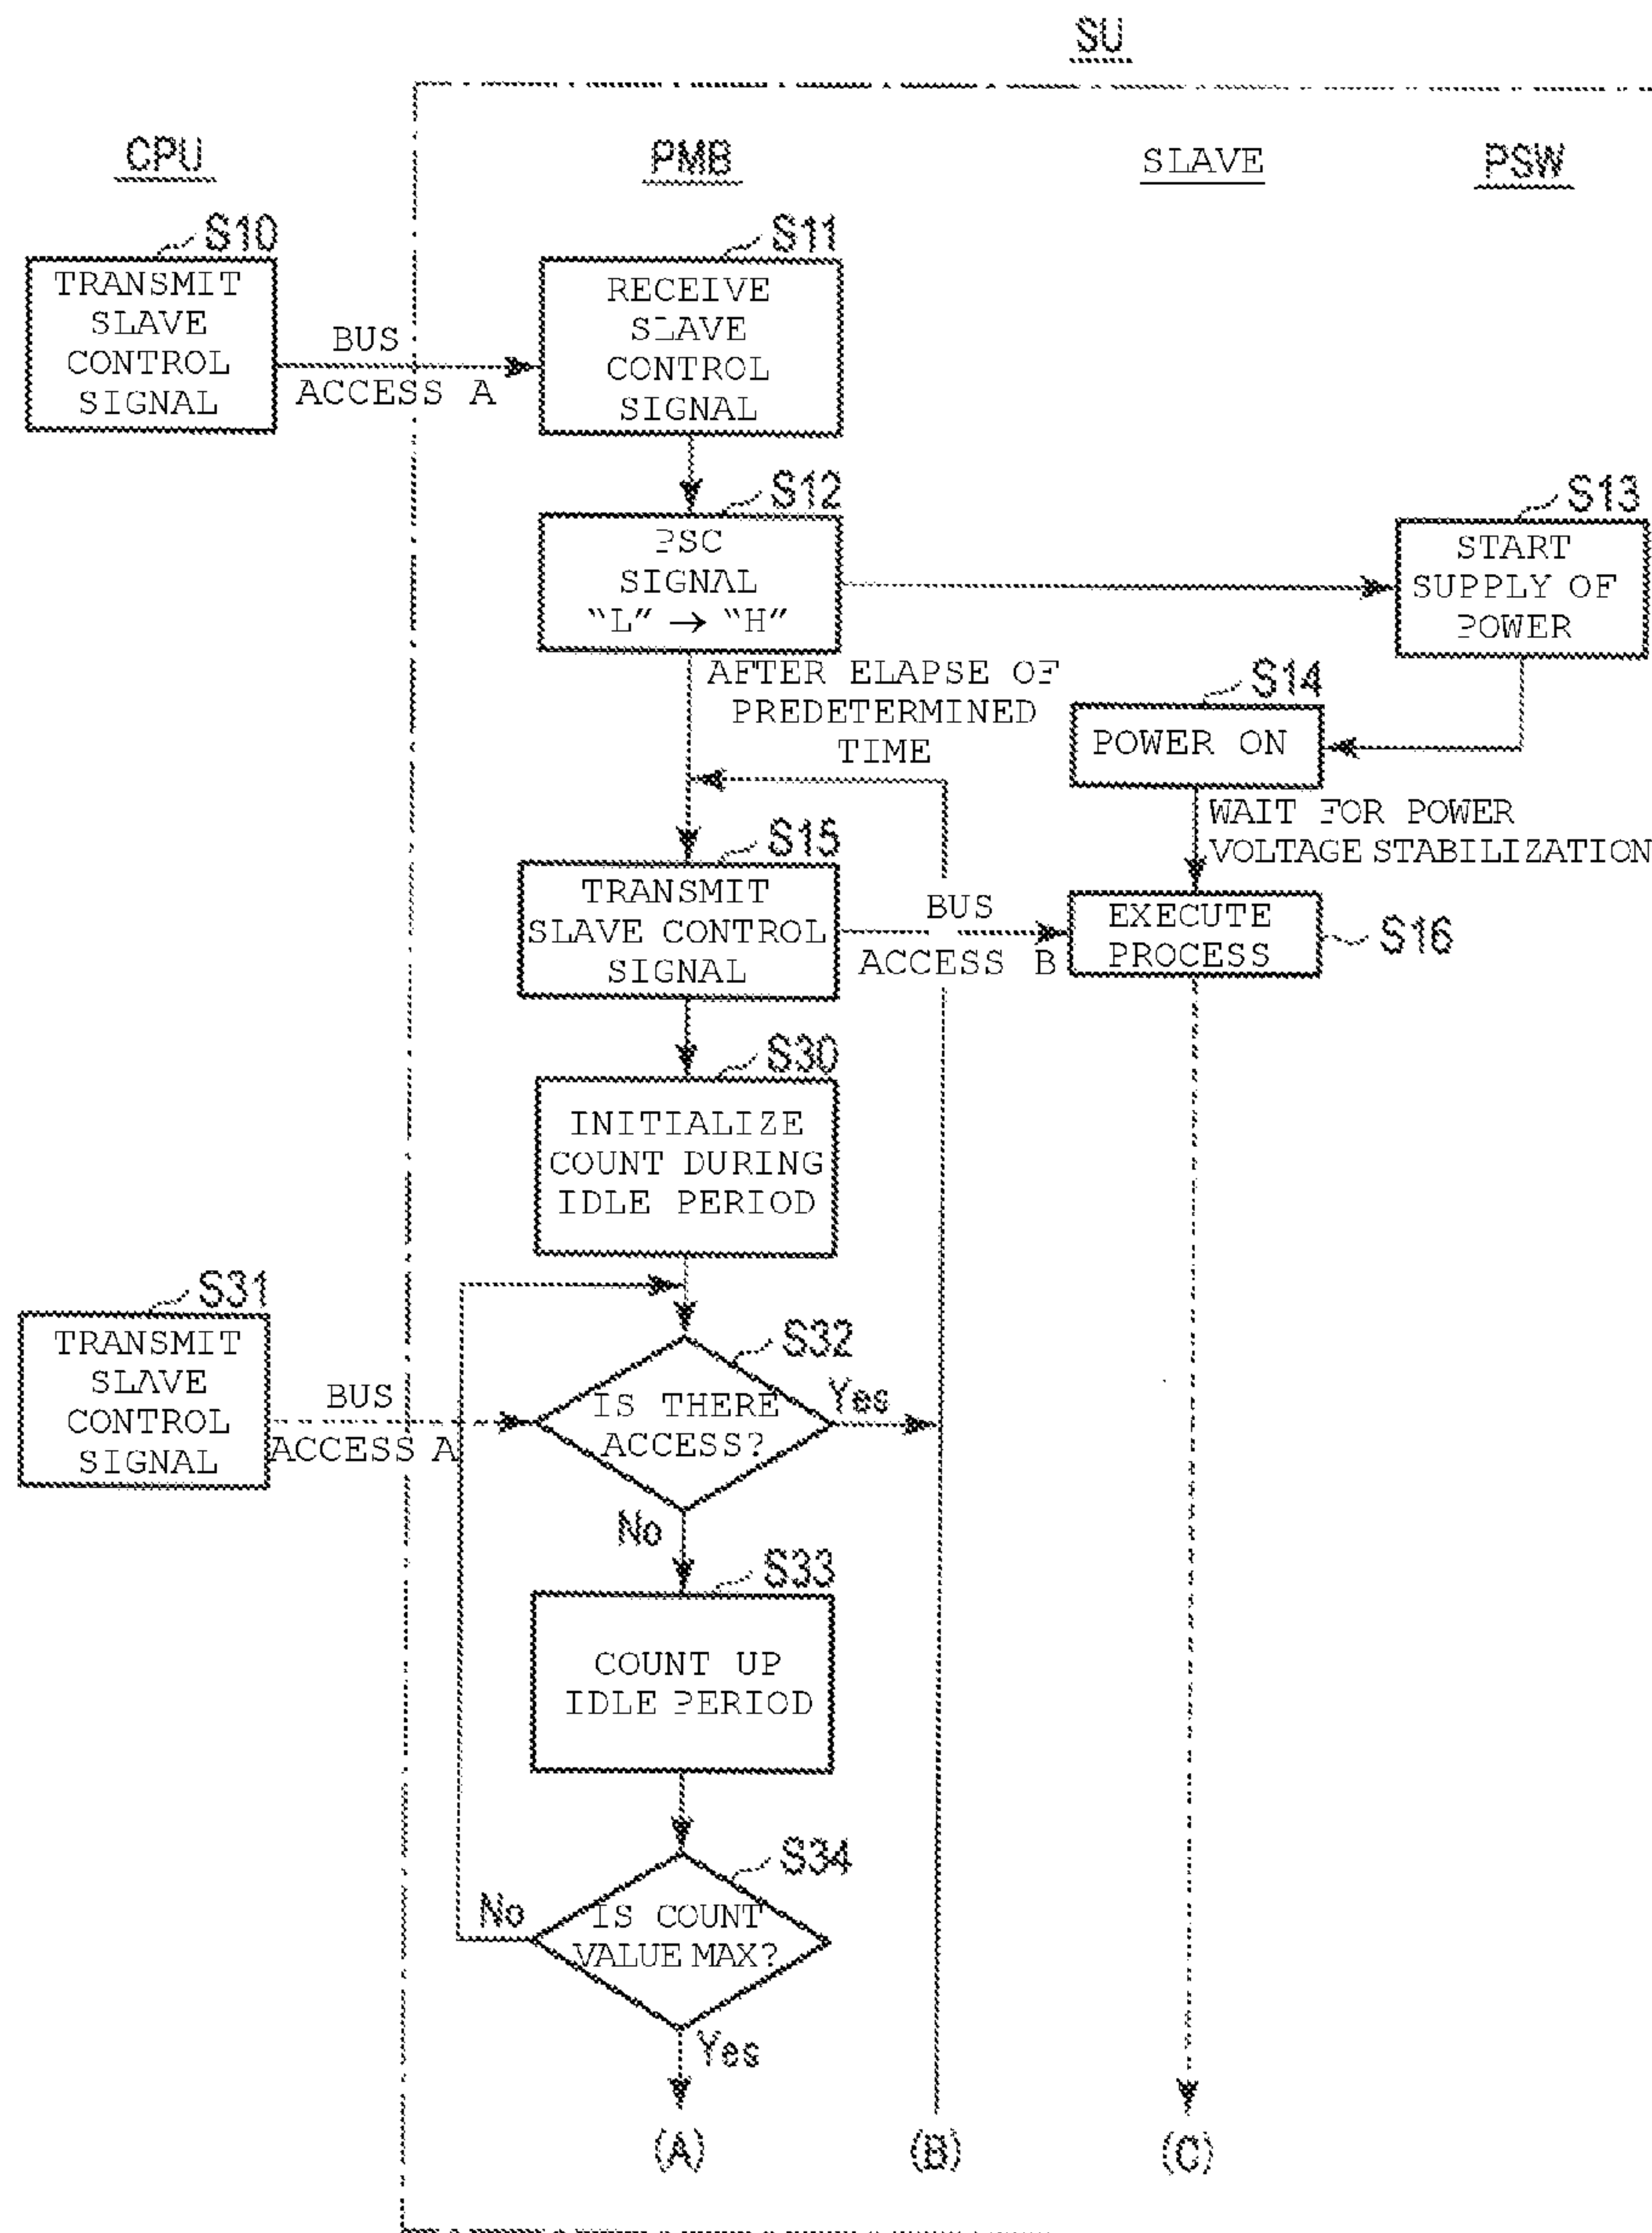 SU
CPU
PMB
SLAVE
PSW
S10
TRANSMIT
SLAVE
CONTROL
SIGNAL
BUS
ACCESS A
S11
RECEIVE
SLAVE
CONTROL
SIGNAL
S12
PSC
SIGNAL
"L" → "H"
S13
START
SUPPLY OF
POWER
AFTER ELAPSE OF
PREDETERMINED
TIME
S14
POWER ON
WAIT FOR POWER
VOLTAGE STABILIZATION
S15
TRANSMIT
SLAVE CONTROL
SIGNAL
BUS
ACCESS B
EXECUTE
PROCESS
S16
S30
INITIALIZE
COUNT DURING
IDLE PERIOD
S31
TRANSMIT
SLAVE
CONTROL
SIGNAL
BUS
ACCESS A
S32
IS THERE
ACCESS?
Yes
No
S33
COUNT UP
IDLE PERIOD
S34
IS COUNT
VALUE MAX?
No
Yes
(A)
(B)
(C)